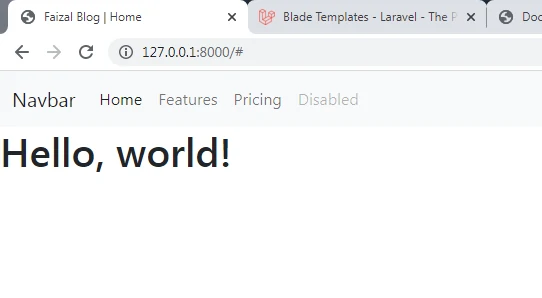 Faizal Blog | Home
Blade Templates - Laravel - The P
Doc
127.0.0.1:8000/#
Navbar Home Features Pricing Disabled
Hello, world!